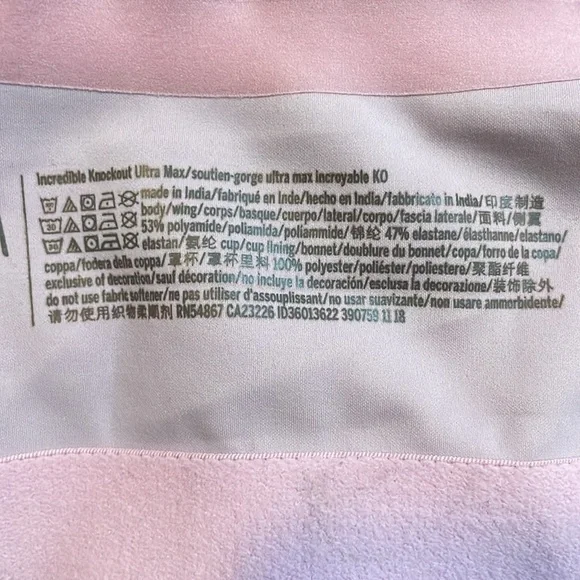 Incredible Knockout Ultra Max/soutien-gorge ultra max incroyable KO
made in India/fabriqué en Inde/hecho en India/fabbricato in India/印度制造
body/wing/corps/basque/cuerpo/lateral/corpo/fascia laterale/面料/侧翼
53% polyamide/poliamida/poliammide/锦纶 47% elastane/élasthanne/elastano/
elastan/氨纶 cup/cup lining/bonnet/doublure du bonnet/copa/forro de la copa/
coppa/fodera della coppa/罩杯/罩杯里料 100% polyester/poliéster/poliestere/聚酯纤维
exclusive of decoration/sauf décoration/no incluye la decoración/esclusa la decorazione/装饰除外
do not use fabric softener/ne pas utiliser d'assouplissant/no usar suavizante/non usare ammorbidente/
请勿使用织物柔顺剂 RN54867 CA23226 ID36013622 390759 11 18